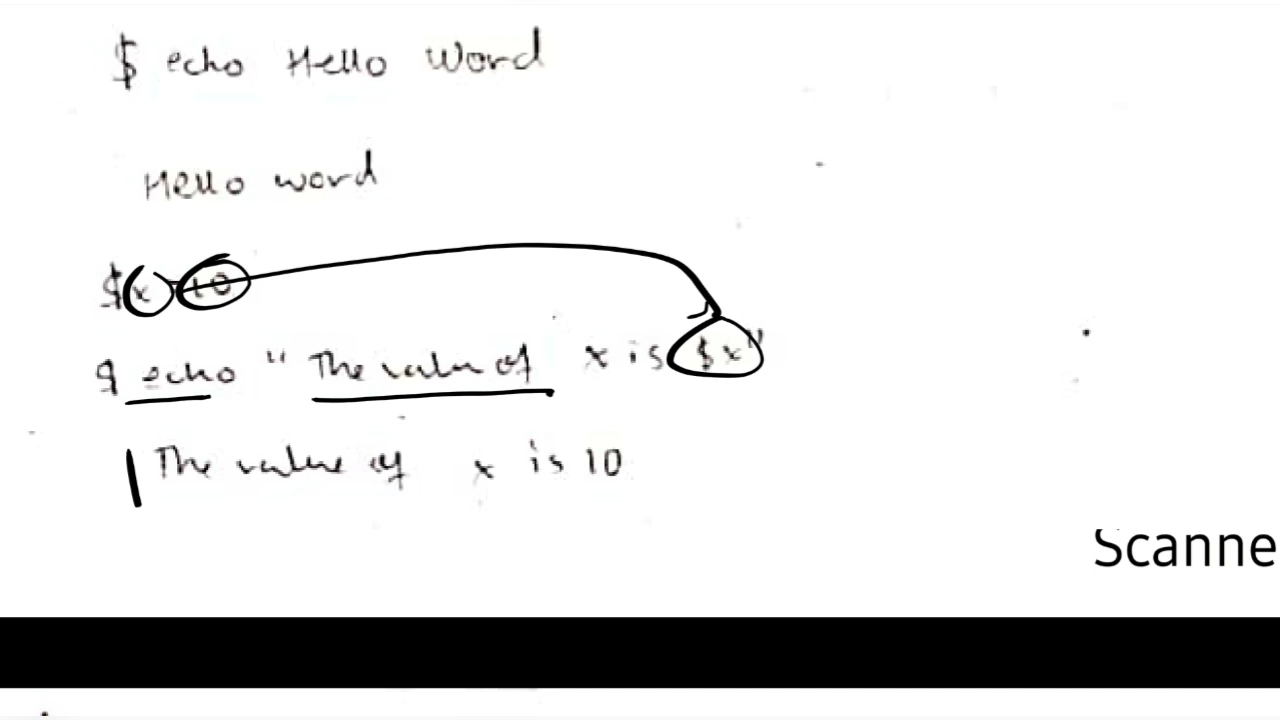 $ echo Hello Word
Hello word
$x=10
$ echo "The value of x is $x"
The value of x is 10
Scanne